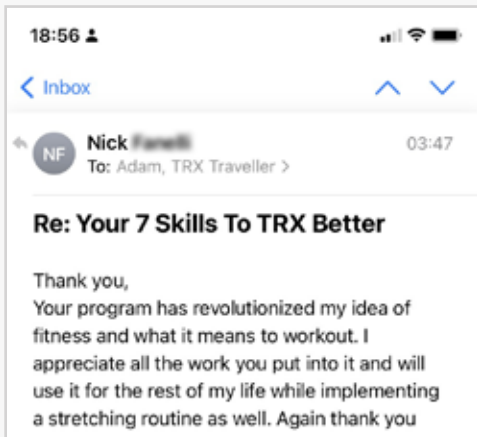 18:56
Inbox
NF
Nick
03:47
To: Adam, TRX Traveller >
Re: Your 7 Skills To TRX Better
Thank you,
Your program has revolutionized my idea of
fitness and what it means to workout. I
appreciate all the work you put into it and will
use it for the rest of my life while implementing
a stretching routine as well. Again thank you